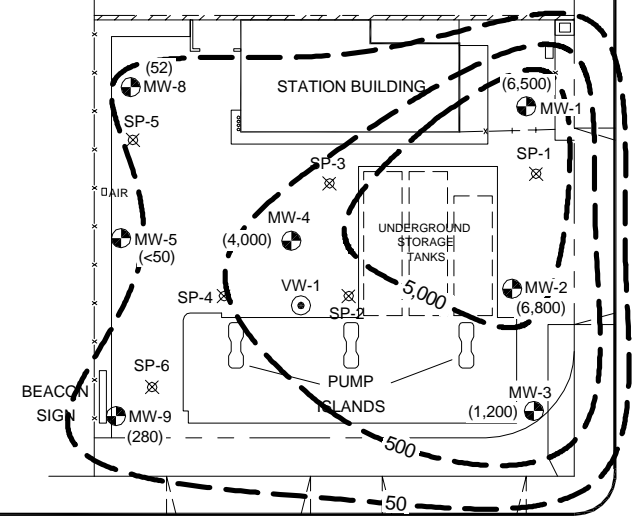 (52)
MW-8
STATION BUILDING
(6,500)
MW-1
SP-5
SP-3
SP-1
AIR
MW-4
(4,000)
MW-5
(<50)
UNDERGROUND
STORAGE
TANKS
SP-4
VW-1
SP-2
5,000
MW-2
(6,800)
SP-6
PUMP
ISLANDS
BEACON
SIGN
MW-9
(280)
MW-3
(1,200)
500
50